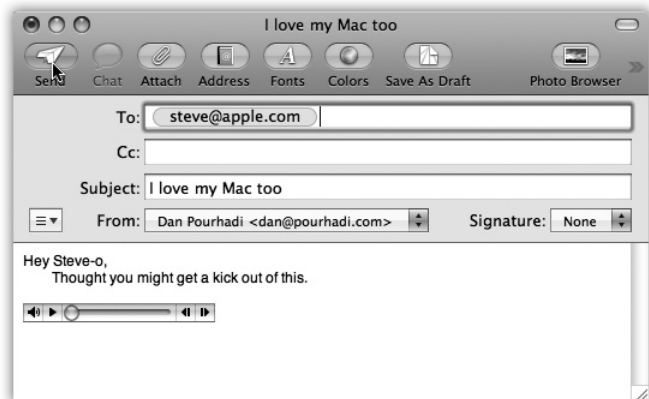 I love my Mac too
Send Chat Attach Address Fonts Colors Save As Draft Photo Browser
To: steve@apple.com
Cc:
Subject: I love my Mac too
From: Dan Pourhadi <dan@pourhadi.com> Signature: None
Hey Steve-o,
Thought you might get a kick out of this.